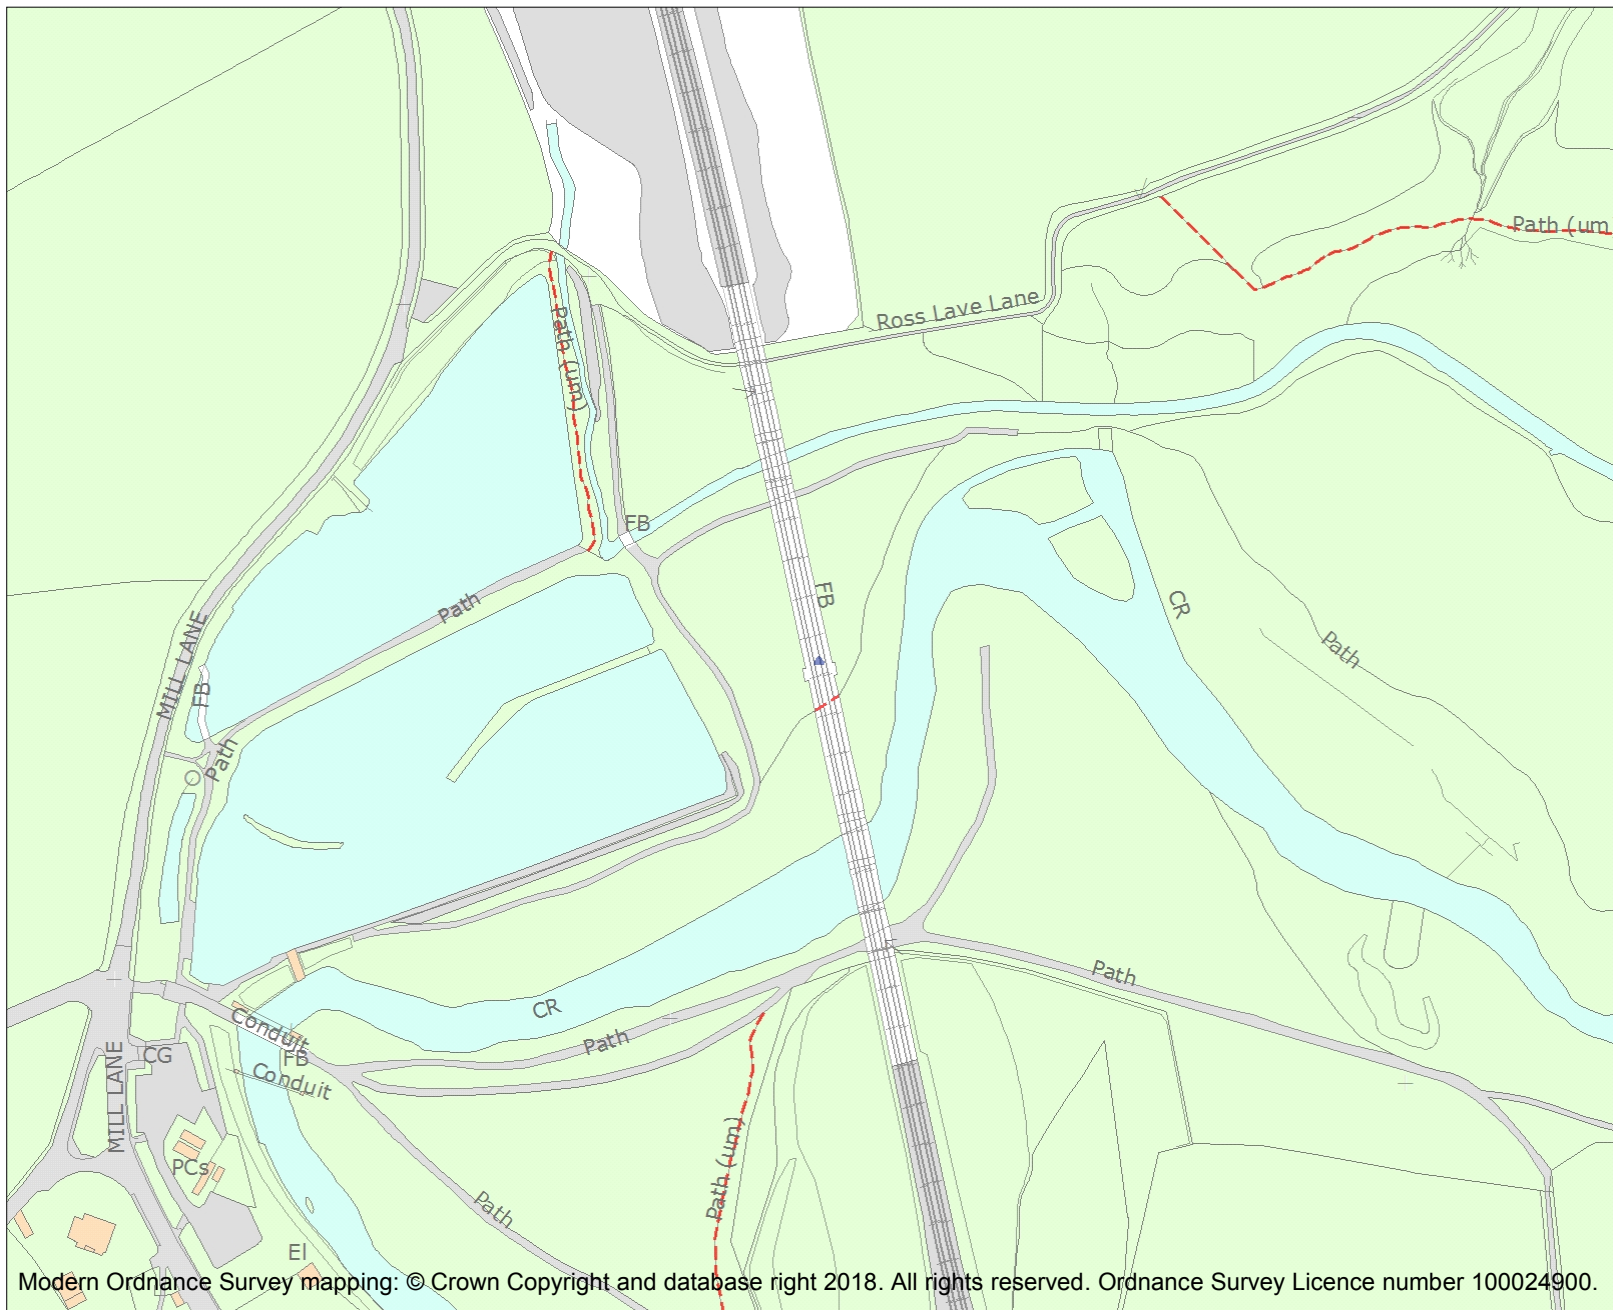 Path (um
Ross Lave Lane
Path (um)
FB
FB
Path
CR
MILL LANE
Path
FB
Path
Path
CR
Conduit
Path
FB
CG
Conduit
MILL LANE
PCs
Path (um)
Path
El
Modern Ordnance Survey mapping: © Crown Copyright and database right 2018. All rights reserved. Ordnance Survey Licence number 100024900.